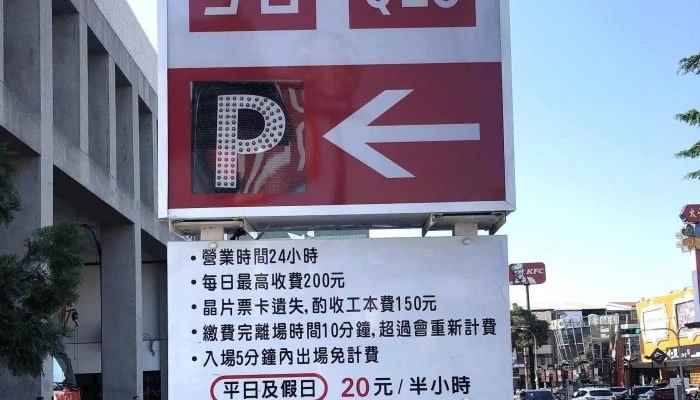 P
• 營業時間24小時
• 每日最高收費200元
• 晶片票卡遺失,酌收工本費150元
• 繳費完離場時間10分鐘,超過會重新計費
• 入場5分鐘內出場免計費
平日及假日 20元/半小時
KFC